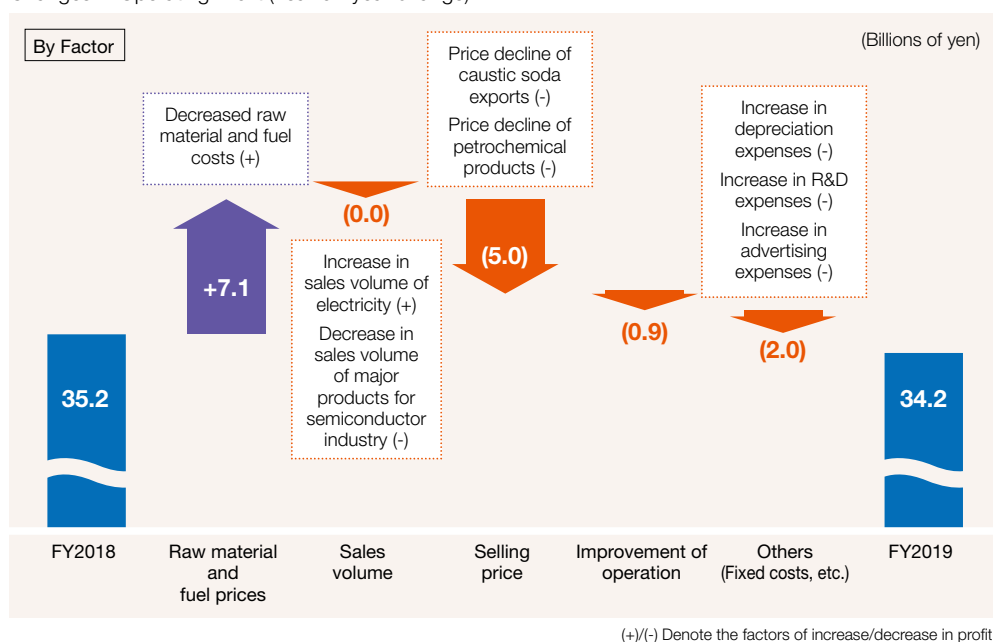 By Factor
(Billions of yen)
Decreased raw
material and fuel
costs (+)
+7.1
(0.0)
Increase in
sales volume of
electricity (+)
Decrease in
sales volume
of major
products for
semiconductor
industry (-)
Price decline of
caustic soda
exports (-)
Price decline of
petrochemical
products (-)
(5.0)
(0.9)
Increase in
depreciation
expenses (-)
Increase in R&D
expenses (-)
Increase in
advertising
expenses (-)
(2.0)
35.2
34.2
FY2018
Raw material
and
fuel prices
Sales
volume
Selling
price
Improvement of
operation
Others
(Fixed costs, etc.)
FY2019
(+)/(-) Denote the factors of increase/decrease in profit